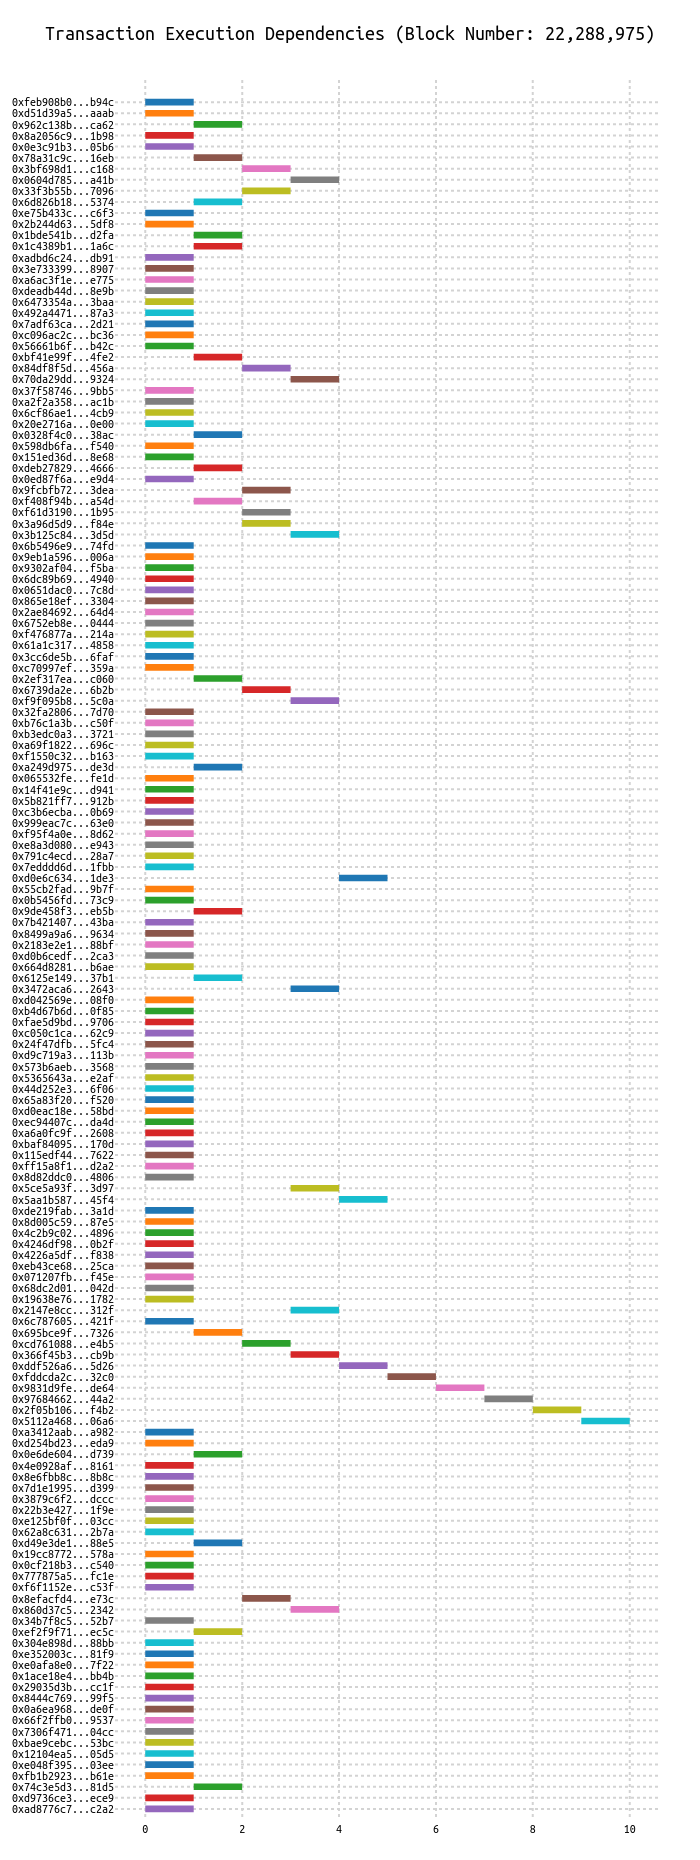 Transaction Execution Dependencies (Block Number: 22,288,975)
0xfeb908b0...b94c
0xd51d39a5...aaab
0x962c138b...ca62
0x8a2056c9...1b98
0x0e3c91b3...05b6
0x78a31c9c...16eb
0x3bf698d1...c168
0x0604d785...a41b
0x33f3b55b...7096
0x6d826b18...5374
0xe75b433c...c6f3
0x2b244d63...5df8
0x1bde541b...d2fa
0x1c4389b1...1a6c
0xadbd6c24...db91
0x3e733399...8907
0xa6ac3f1e...e775
0xdeadb44d...8e9b
0x6473354a...3baa
0x492a4471...87a3
0x7adf63ca...2d21
0xc096ac2c...bc36
0x56661b6f...b42c
0xbf41e99f...4fe2
0x84df8f5d...456a
0x70da29dd...9324
0x37f58746...9bb5
0xa2f2a358...ac1b
0x6cf86ae1...4cb9
0x20e2716a...0e00
0x0328f4c0...38ac
0x598db6fa...f540
0x151ed36d...8e68
0xdeb27829...4666
0x0ed87f6a...e9d4
0x9fcbfb72...3dea
0xf408f94b...a54d
0xf61d3190...1b95
0x3a96d5d9...f84e
0x3b125c84...3d5d
0x6b5496e9...74fd
0x9eb1a596...006a
0x9302af04...f5ba
0x6dc89b69...4940
0x0651dac0...7c8d
0x865e18ef...3304
0x2ae84692...64d4
0x6752eb8e...0444
0xf476877a...214a
0x61a1c317...4858
0x3cc6de5b...6faf
0xc70997ef...359a
0x2ef317ea...c060
0x6739da2e...6b2b
0xf9f095b8...5c0a
0x32fa2806...7d70
0xb76c1a3b...c50f
0xb3edc0a3...3721
0xa69f1822...696c
0xf1550c32...b163
0xa249d975...de3d
0x065532fe...fe1d
0x14f41e9c...d941
0x5b821ff7...912b
0xc3b6ecba...0b69
0x999eac7c...63e0
0xf95f4a0e...8d62
0xe8a3d080...e943
0x791c4ecd...28a7
0x7edddd6d...1fbb
0xd0e6c634...1de3
0x55cb2fad...9b7f
0x0b5456fd...73c9
0x9de458f3...eb5b
0x7b421407...43ba
0x8499a9a6...9634
0x2183e2e1...88bf
0xd0b6cedf...2ca3
0x664d8281...b6ae
0x6125e149...37b1
0x3472aca6...2643
0xd042569e...08f0
0xb4d67b6d...0f85
0xfae5d9bd...9706
0xc050c1ca...62c9
0x24f47dfb...5fc4
0xd9c719a3...113b
0x573b6aeb...3568
0x5365643a...e2af
0x44d252e3...6f06
0x65a83f20...f520
0xd0eac18e...58bd
0xec94407c...da4d
0xa6a0fc9f...2608
0xbaf84095...170d
0x115edf44...7622
0xff15a8f1...d2a2
0x8d82ddc0...4806
0x5ce5a93f...3d97
0x5aa1b587...45f4
0xde219fab...3a1d
0x8d005c59...87e5
0x4c2b9c02...4896
0x4246df98...0b2f
0x4226a5df...f838
0xeb43ce68...25ca
0x071207fb...f45e
0x68dc2d01...042d
0x19638e76...1782
0x2147e8cc...312f
0x6c787605...421f
0x695bce9f...7326
0xcd761088...e4b5
0x366f45b3...cb9b
0xddf526a6...5d26
0xfddcda2c...32c0
0x9831d9fe...de64
0x97684662...44a2
0x2f05b106...f4b2
0x5112a468...06a6
0xa3412aab...a982
0xd254bd23...eda9
0x0e6de604...d739
0x4e0928af...8161
0x8e6fbb8c...8b8c
0x7d1e1995...d399
0x3879c6f2...dccc
0x22b3e427...1f9e
0xe125bf0f...03cc
0x62a8c631...2b7a
0xd49e3de1...88e5
0x19cc8772...578a
0x0cf218b3...c540
0x777875a5...fc1e
0xf6f1152e...c53f
0x8efacfd4...e73c
0x860d37c5...2342
0x34b7f8c5...52b7
0xef2f9f71...ec5c
0x304e898d...88bb
0xe352003c...81f9
0xe0afa8e0...7f22
0x1ace18e4...bb4b
0x29035d3b...cc1f
0x8444c769...99f5
0x0a6ea968...de0f
0x66f2ffb0...9537
0x7306f471...04cc
0xbae9cebc...53bc
0x12104ea5...05d5
0xe048f395...03ee
0xfb1b2923...b61e
0x74c3e5d3...81d5
0xd9736ce3...ece9
0xad8776c7...c2a2
0 2 4 6 8 10